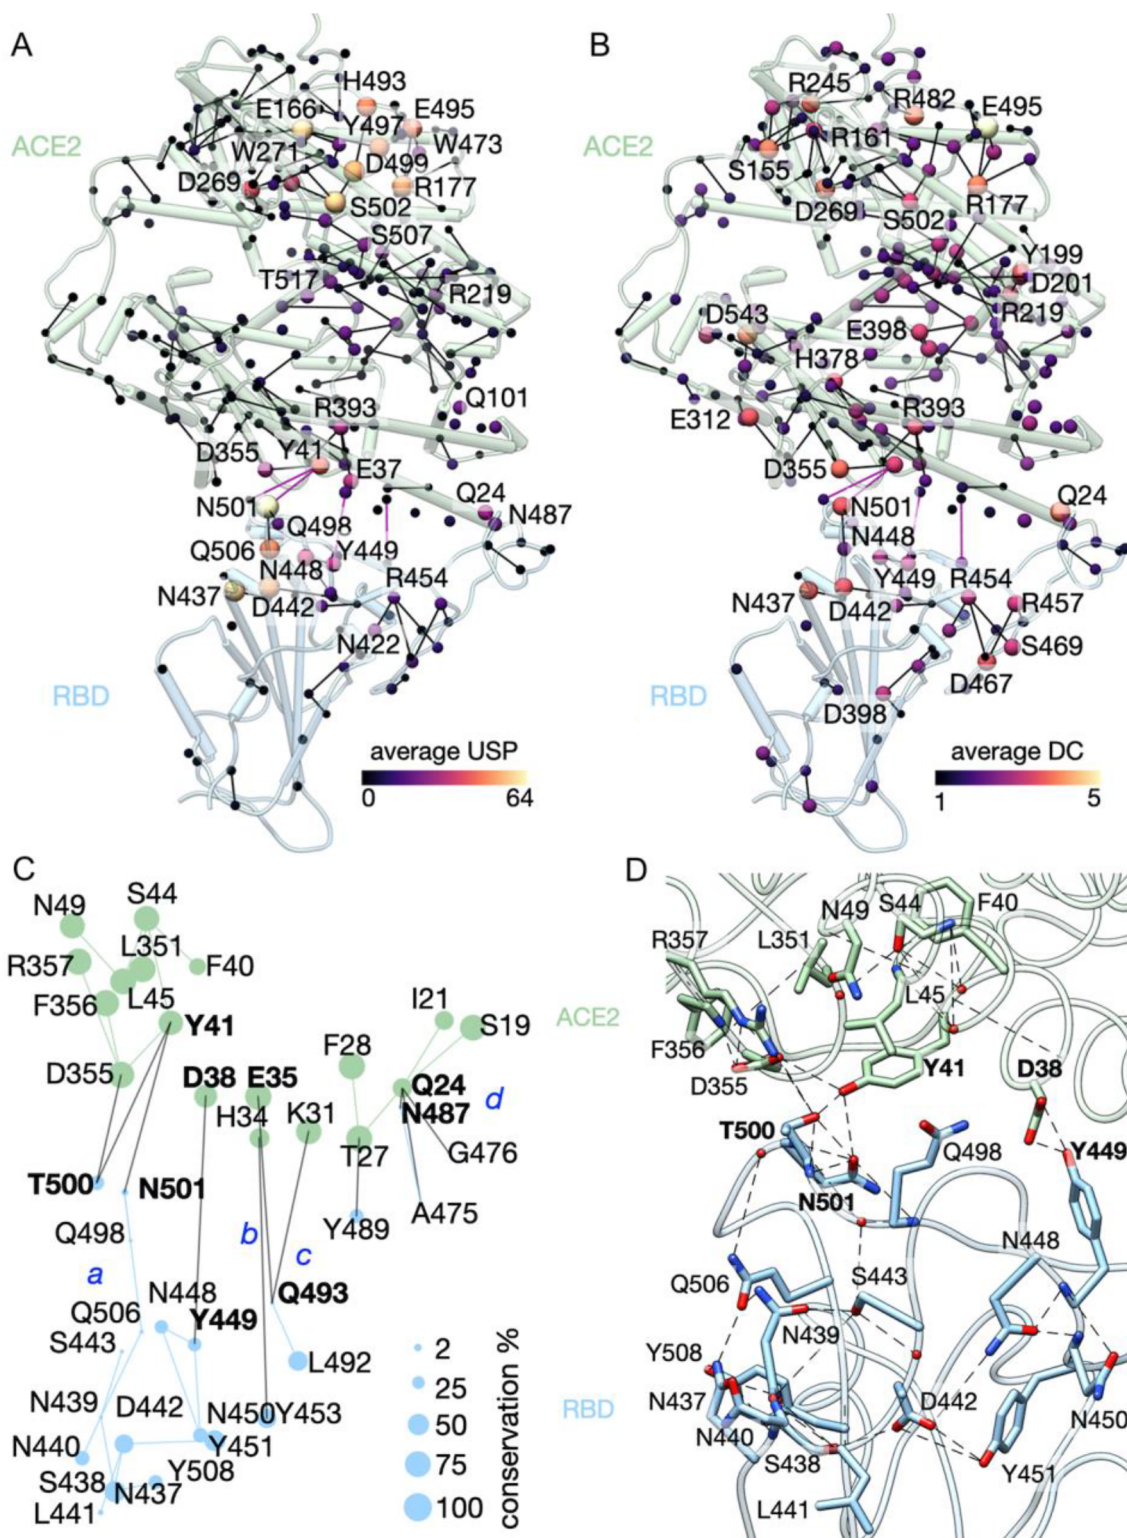 A
H493
E166
E495
Y497
ACE2
W271
W473
D499
D269
R177
S502
S507
T517
R219
Q101
R393
D355
Y41
E37
N501
Q24
N487
Q498
Q506
Y449
N448
R454
N437
D442
N422
RBD
average USP
0 64
B
R245
R482
E495
ACE2
R161
S155
D269
S502
R177
Y199
D201
R219
D543
E398
H378
R393
E312
D355
N501
Q24
N448
Y449
R454
R457
N437
D442
S469
D467
D398
RBD
average DC
1 5
C
S44
N49
L351
R357
F40
L45
F356
I21
S19
Y41
F28
D355
D38 E35
Q24
H34
K31
N487
d
G476
T27
T500
N501
A475
b
Y489
Q498
c
a
N448
Q493
Q506
Y449
S443
2
L492
25
N439
D442
N450
Y453
50
N440
Y451
Y508
75
S438
N437
L441
100
conservation %
D
S44
F40
N49
R357
L351
ACE2
L45
F356
D355
Y41
D38
T500
Q498
Y449
N501
N448
Q506
S443
N439
Y508
D442
N437
RBD
N450
N440
S438
Y451
L441